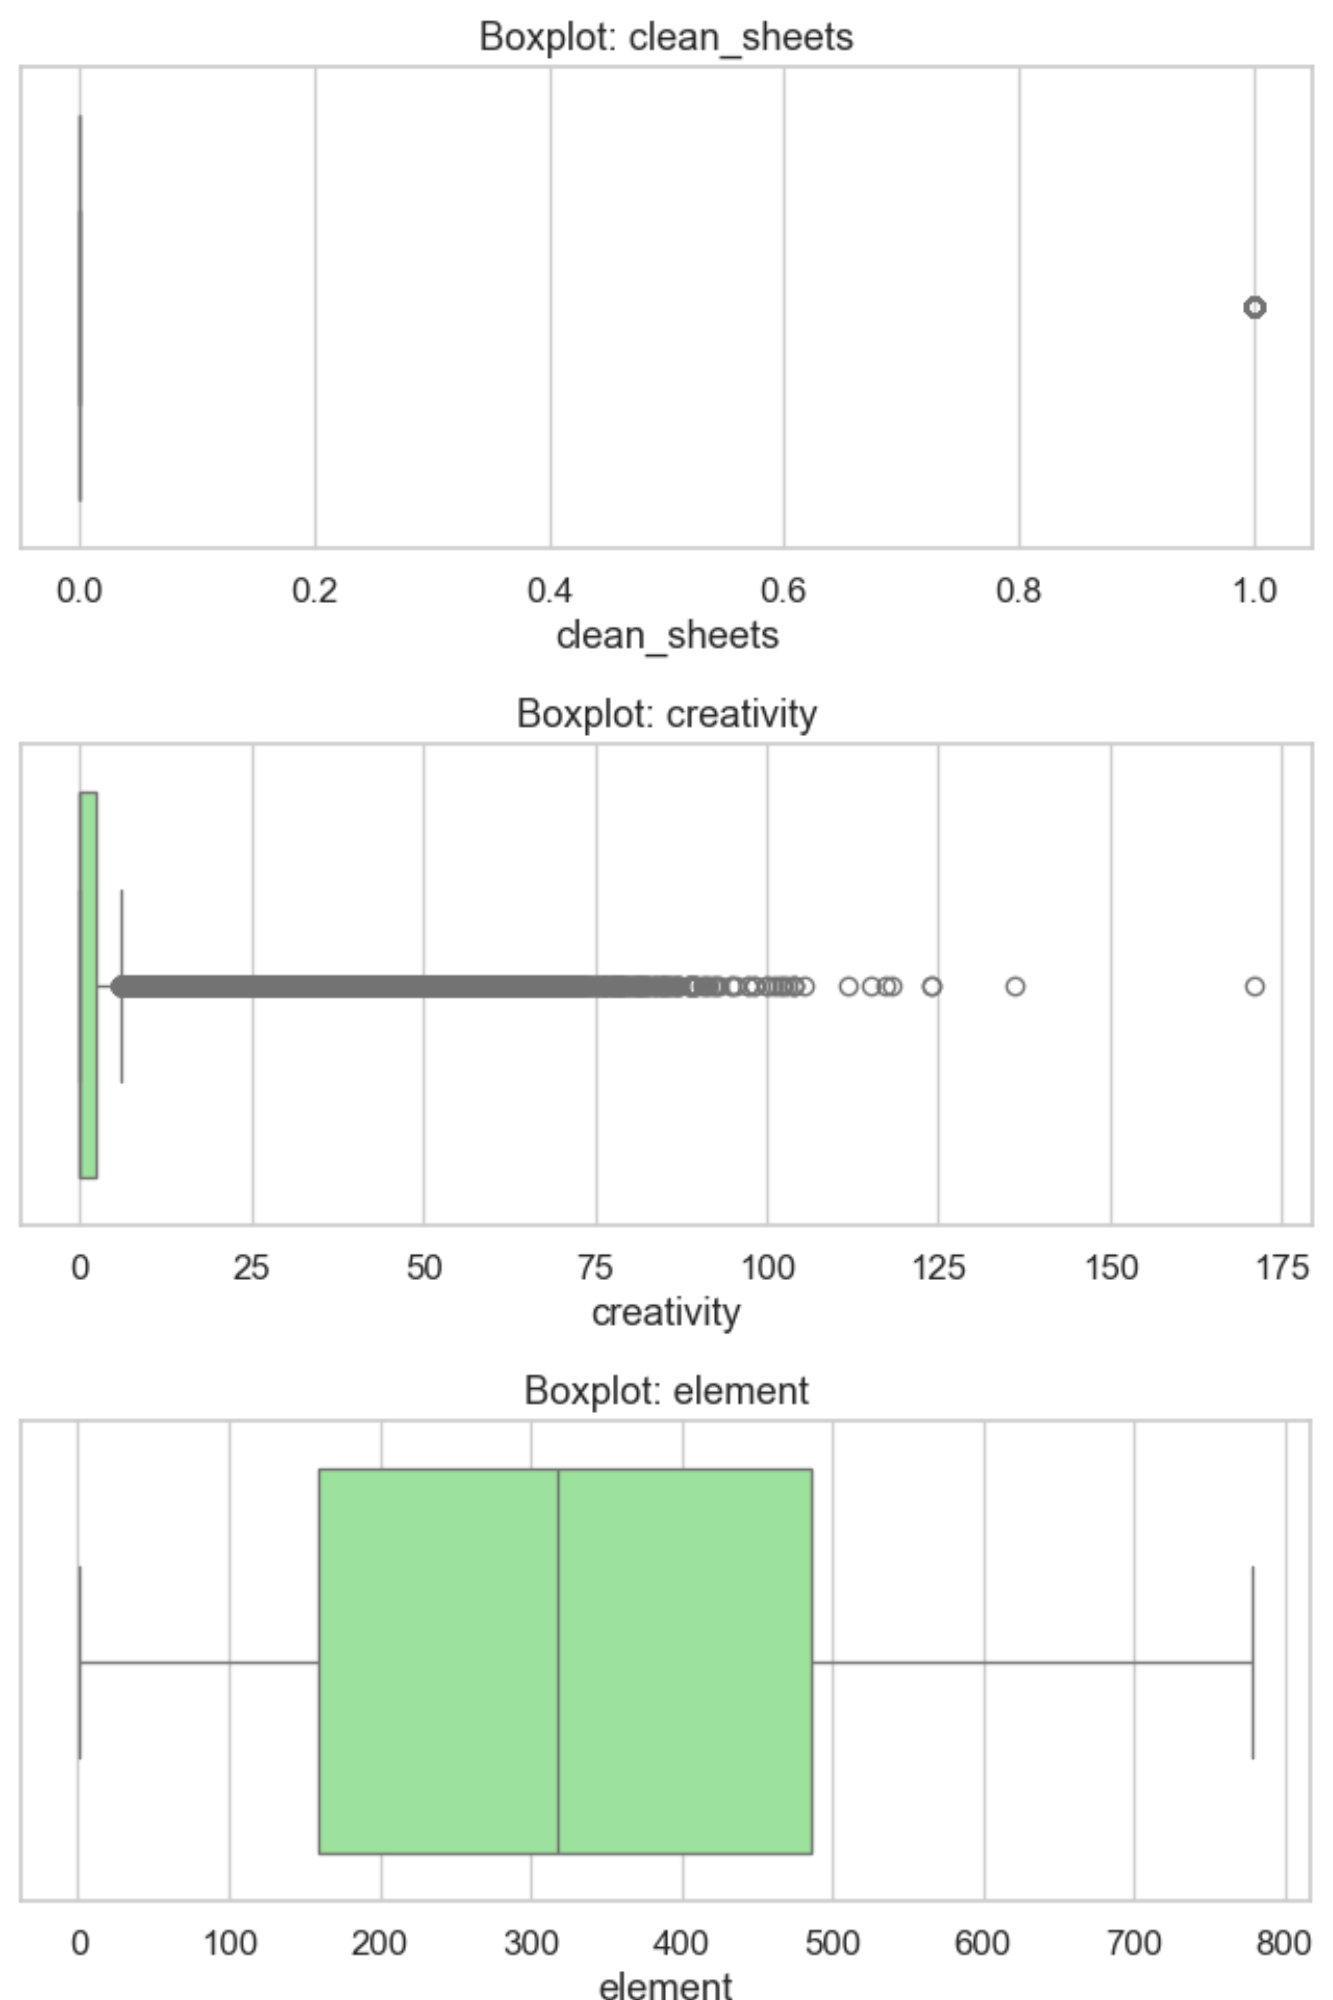 Boxplot: clean_sheets
0.0 0.2 0.4 0.6 0.8 1.0
clean_sheets
Boxplot: creativity
0 25 50 75 100 125 150 175
creativity
Boxplot: element
0 100 200 300 400 500 600 700 800
element